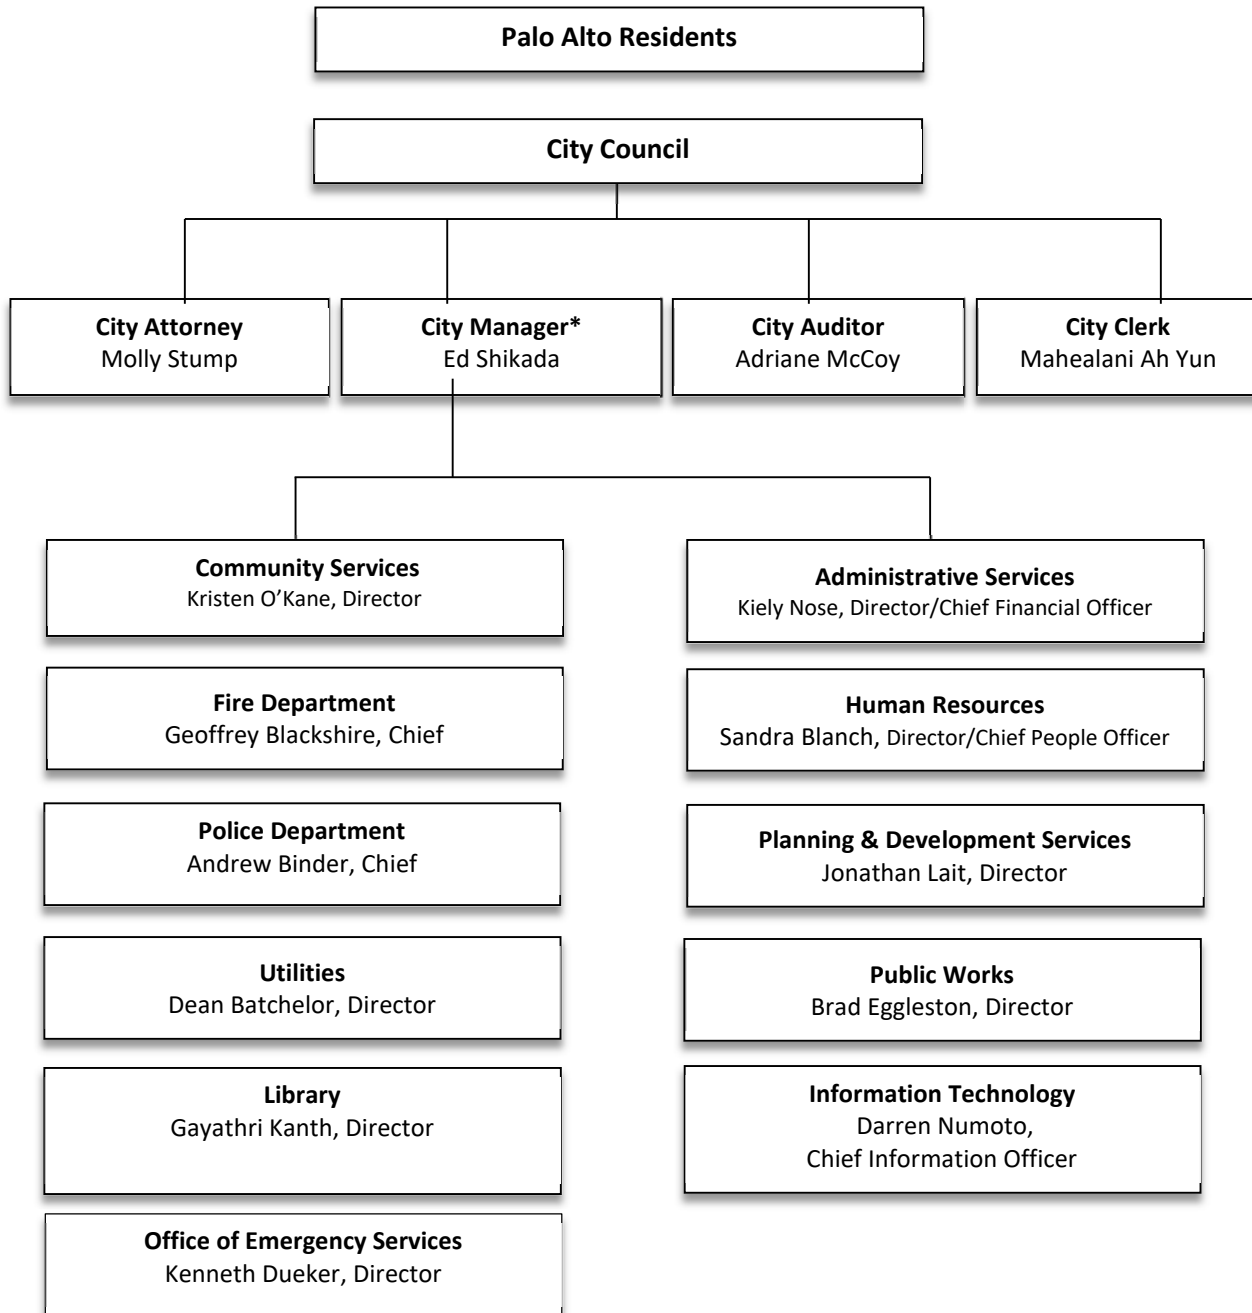 Palo Alto Residents
City Council
City Attorney
Molly Stump
City Manager*
Ed Shikada
City Auditor
Adriane McCoy
City Clerk
Mahealani Ah Yun
Community Services
Kristen O’Kane, Director
Fire Department
Geoffrey Blackshire, Chief
Police Department
Andrew Binder, Chief
Utilities
Dean Batchelor, Director
Library
Gayathri Kanth, Director
Office of Emergency Services
Kenneth Dueker, Director
Administrative Services
Kiely Nose, Director/Chief Financial Officer
Human Resources
Sandra Blanch, Director/Chief People Officer
Planning & Development Services
Jonathan Lait, Director
Public Works
Brad Eggleston, Director
Information Technology
Darren Numoto,
Chief Information Officer